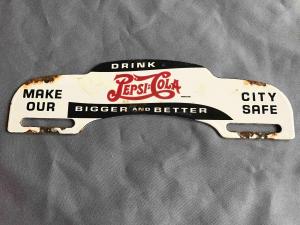 DRINK
PEPSI:COLA
MAKE OUR CITY SAFE
BIGGER AND BETTER